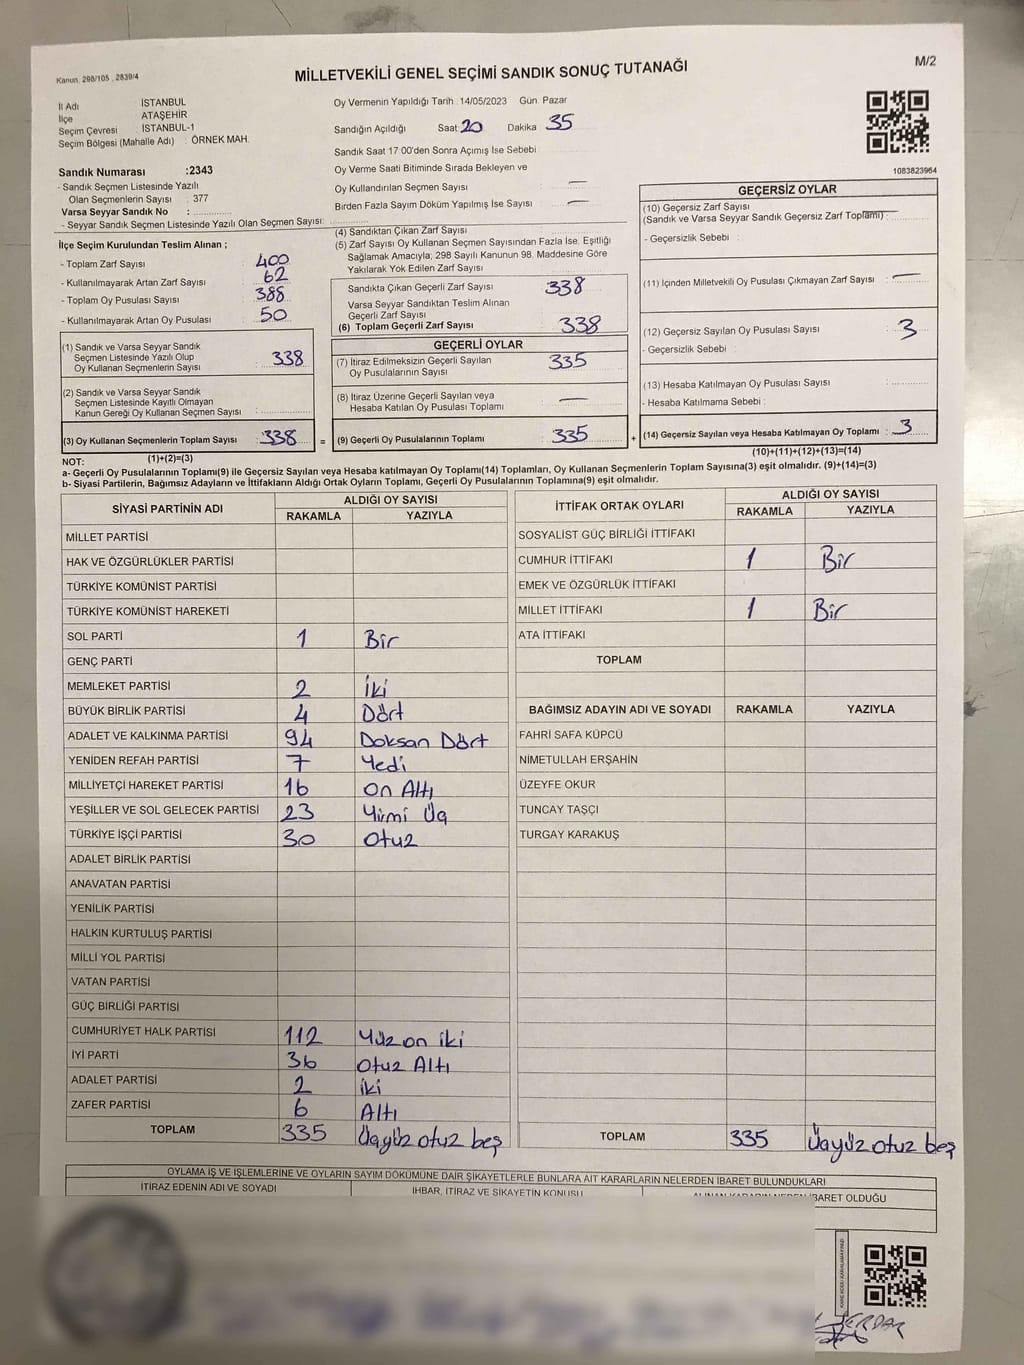 Kanun, 298/105 , 2839/4
MİLLETVEKİLİ GENEL SEÇİMİ SANDIK SONUÇ TUTANAĞI
M/2
İl Adı İSTANBUL
İlçe ATAŞEHİR
Seçim Çevresi : İSTANBUL-1
Seçim Bölgesi (Mahalle Adı) : ÖRNEK MAH.
Oy Vermenin Yapıldığı Tarih : 14/05/2023 Gün: Pazar
Sandığın Açıldığı Saat: 20 Dakika 35
Sandık Saat 17:00'den Sonra Açımış İse Sebebi
Oy Verme Saati Bitiminde Sırada Bekleyen ve
Oy Kullandırılan Seçmen Sayısı —
Birden Fazla Sayım Döküm Yapılmış İse Sayısı —
1083823964
Sandık Numarası :2343
- Sandık Seçmen Listesinde Yazılı
Olan Seçmenlerin Sayısı : 377
Varsa Seyyar Sandık No :
- Seyyar Sandık Seçmen Listesinde Yazılı Olan Seçmen Sayısı:
İlçe Seçim Kurulundan Teslim Alınan ;
- Toplam Zarf Sayısı 400
- Kullanılmayarak Artan Zarf Sayısı 62
- Toplam Oy Pusulası Sayısı 388
- Kullanılmayarak Artan Oy Pusulası 50
(1) Sandık ve Varsa Seyyar Sandık
Seçmen Listesinde Yazılı Olup
Oy Kullanan Seçmenlerin Sayısı 338
(2) Sandık ve Varsa Seyyar Sandık
Seçmen Listesinde Kayıtlı Olmayan
Kanun Gereği Oy Kullanan Seçmen Sayısı :
(3) Oy Kullanan Seçmenlerin Toplam Sayısı : 338
(4) Sandıktan Çıkan Zarf Sayısı
(5) Zarf Sayısı Oy Kullanan Seçmen Sayısından Fazla İse, Eşitliği
Sağlamak Amacıyla; 298 Sayılı Kanunun 98. Maddesine Göre
Yakılarak Yok Edilen Zarf Sayısı
Sandıkta Çıkan Geçerli Zarf Sayısı 338
Varsa Seyyar Sandıktan Teslim Alınan
Geçerli Zarf Sayısı
(6) Toplam Geçerli Zarf Sayısı 338
GEÇERLİ OYLAR
(7) İtiraz Edilmeksizin Geçerli Sayılan
Oy Pusulalarının Sayısı 335
(8) İtiraz Üzerine Geçerli Sayılan veya
Hesaba Katılan Oy Pusulası Toplamı —
= (9) Geçerli Oy Pusulalarının Toplamı 335
GEÇERSİZ OYLAR
(10) Geçersiz Zarf Sayısı
(Sandık ve Varsa Seyyar Sandık Geçersiz Zarf Toplamı) : —
- Geçersizlik Sebebi :
(11) İçinden Milletvekili Oy Pusulası Çıkmayan Zarf Sayısı : —
(12) Geçersiz Sayılan Oy Pusulası Sayısı : 3
- Geçersizlik Sebebi :
(13) Hesaba Katılmayan Oy Pusulası Sayısı :
- Hesaba Katılmama Sebebi :
+ (14) Geçersiz Sayılan veya Hesaba Katılmayan Oy Toplamı : 3
NOT: (1)+(2)=(3)
(10)+(11)+(12)+(13)=(14)
a- Geçerli Oy Pusulalarının Toplamı(9) ile Geçersiz Sayılan veya Hesaba katılmayan Oy Toplamı(14) Toplamları, Oy Kullanan Seçmenlerin Toplam Sayısına(3) eşit olmalıdır. (9)+(14)=(3)
b- Siyasi Partilerin, Bağımsız Adayların ve İttifakların Aldığı Ortak Oyların Toplamı, Geçerli Oy Pusulalarının Toplamına(9) eşit olmalıdır.
SİYASİ PARTİNİN ADI ALDIĞI OY SAYISI
RAKAMLA YAZIYLA
MİLLET PARTİSİ
HAK VE ÖZGÜRLÜKLER PARTİSİ
TÜRKİYE KOMÜNİST PARTİSİ
TÜRKİYE KOMÜNİST HAREKETİ
SOL PARTİ 1 Bir
GENÇ PARTİ
MEMLEKET PARTİSİ 2 İki
BÜYÜK BİRLİK PARTİSİ 4 Dört
ADALET VE KALKINMA PARTİSİ 94 Doksan Dört
YENİDEN REFAH PARTİSİ 7 Yedi
MİLLİYETÇİ HAREKET PARTİSİ 16 On Altı
YEŞİLLER VE SOL GELECEK PARTİSİ 23 Yirmi Üç
TÜRKİYE İŞÇİ PARTİSİ 30 Otuz
ADALET BİRLİK PARTİSİ
ANAVATAN PARTİSİ
YENİLİK PARTİSİ
HALKIN KURTULUŞ PARTİSİ
MİLLİ YOL PARTİSİ
VATAN PARTİSİ
GÜÇ BİRLİĞİ PARTİSİ
CUMHURİYET HALK PARTİSİ 112 Yüz on iki
İYİ PARTİ 36 Otuz Altı
ADALET PARTİSİ 2 İki
ZAFER PARTİSİ 6 Altı
TOPLAM 335 Üçyüz otuz beş
İTTİFAK ORTAK OYLARI ALDIĞI OY SAYISI
RAKAMLA YAZIYLA
SOSYALİST GÜÇ BİRLİĞİ İTTİFAKI
CUMHUR İTTİFAKI 1 Bir
EMEK VE ÖZGÜRLÜK İTTİFAKI
MİLLET İTTİFAKI 1 Bir
ATA İTTİFAKI
TOPLAM
BAĞIMSIZ ADAYIN ADI VE SOYADI RAKAMLA YAZIYLA
FAHRİ SAFA KÜPCÜ
NİMETULLAH ERŞAHİN
ÜZEYFE OKUR
TUNCAY TAŞÇI
TURGAY KARAKUŞ
TOPLAM 335 Üçyüz otuz beş
OYLAMA İŞ VE İŞLEMLERİNE VE OYLARIN SAYIM DÖKÜMÜNE DAİR ŞİKAYETLERLE BUNLARA AİT KARARLARIN NELERDEN İBARET BULUNDUKLARI
İTİRAZ EDENİN ADI VE SOYADI İHBAR, İTİRAZ VE ŞİKAYETİN KONUSU İBARET OLDUĞU
SERDAR